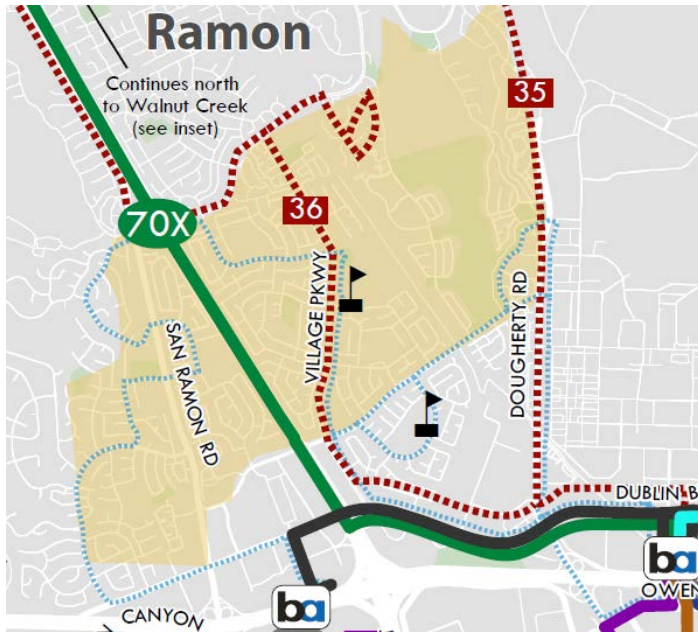 Ramon
Continues north
to Walnut Creek
(see inset)
35
36
70X
VILLAGE PKWY
DOUGHERTY RD
SAN RAMON RD
DUBLIN B
ba
ba
OWEN
CANYON